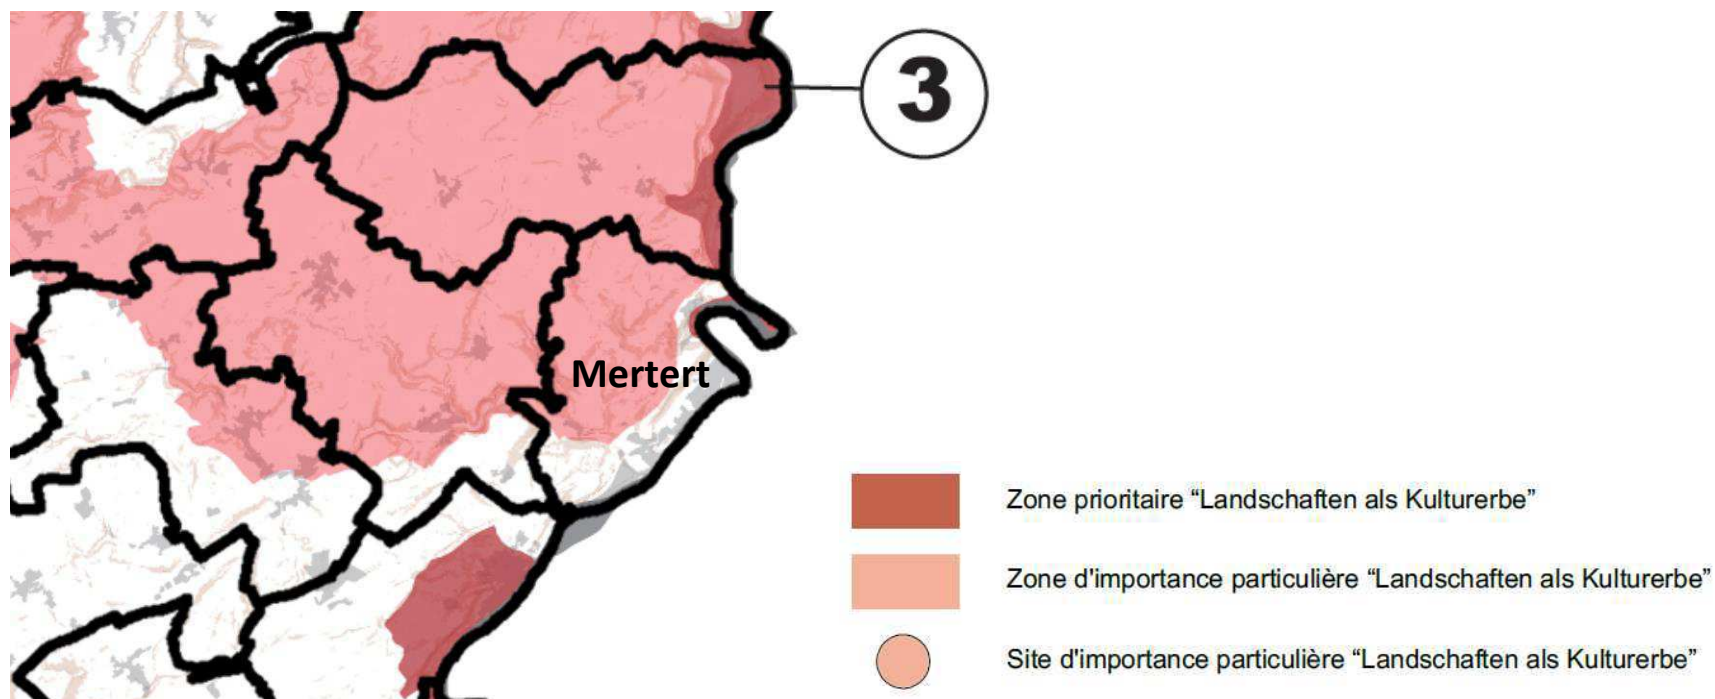 3
Mertert
Zone prioritaire “Landschaften als Kulturerbe”
Zone d'importance particulière “Landschaften als Kulturerbe”
Site d'importance particulière “Landschaften als Kulturerbe”